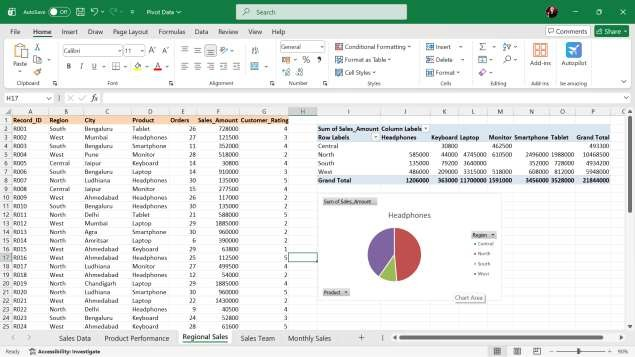 AutoSave Off Pivot Data Search
File Home Insert Draw Page Layout Formulas Data Review View Help Comments Share
Paste Calibri 11 General Conditional Formatting Insert Add-ins Autopilot
B I U Format as Table Delete
Cell Styles Format
Clipboard Font Alignment Number Styles Cells Editing Add-ins be amazing
H17 fx
A B C D E F G H I J K L M N O P
1 Record_ID Region City Product Orders Sales_Amount Customer_Rating
2 R001 South Bengaluru Tablet 26 728000 4 Sum of Sales_Amount Column Labels
3 R002 West Mumbai Headphones 27 121500 4 Row Labels Headphones Keyboard Laptop Monitor Smartphone Tablet Grand Total
4 R003 South Bengaluru Smartphone 11 352000 4 Central 30800 462500 493300
5 R004 West Pune Monitor 28 518000 2 North 585000 44000 4745000 610500 2496000 1988000 10468500
6 R005 Central Jaipur Keyboard 14 30800 4 South 135000 79200 3640000 352000 728000 4934200
7 R006 South Bengaluru Laptop 14 910000 3 West 486000 209000 3315000 518000 608000 812000 5948000
8 R007 North Ludhiana Headphones 30 135000 5 Grand Total 1206000 363000 11700000 1591000 3456000 3528000 21844000
9 R008 Central Jaipur Monitor 15 277500 4
10 R009 West Ahmedabad Headphones 26 117000 2
11 R010 South Bengaluru Headphones 30 135000 2
12 R011 North Delhi Tablet 21 588000 5
13 R012 West Mumbai Laptop 29 1885000 2
14 R013 North Agra Smartphone 30 960000 2
15 R014 North Amritsar Laptop 6 390000 2
16 R015 West Ahmedabad Keyboard 29 63800 1
17 R016 West Ahmedabad Headphones 25 112500 5
18 R017 North Ludhiana Monitor 27 499500 4
19 R018 West Ahmedabad Headphones 12 54000 2
20 R019 North Chandigarh Laptop 29 1885000 4
21 R020 North Ludhiana Smartphone 30 960000 5
22 R021 West Ahmedabad Laptop 22 1430000 2
23 R022 North Delhi Headphones 9 40500 4
24 R023 South Bengaluru Keyboard 24 52800 3
25 R024 West Ahmedabad Keyboard 28 61600 5
Sum of Sales_Amount
Headphones
Region
Central
North
South
West
Product
Chart Area
Sales Data Product Performance Regional Sales Sales Team Monthly Sales
Ready Accessibility: Investigate 90%